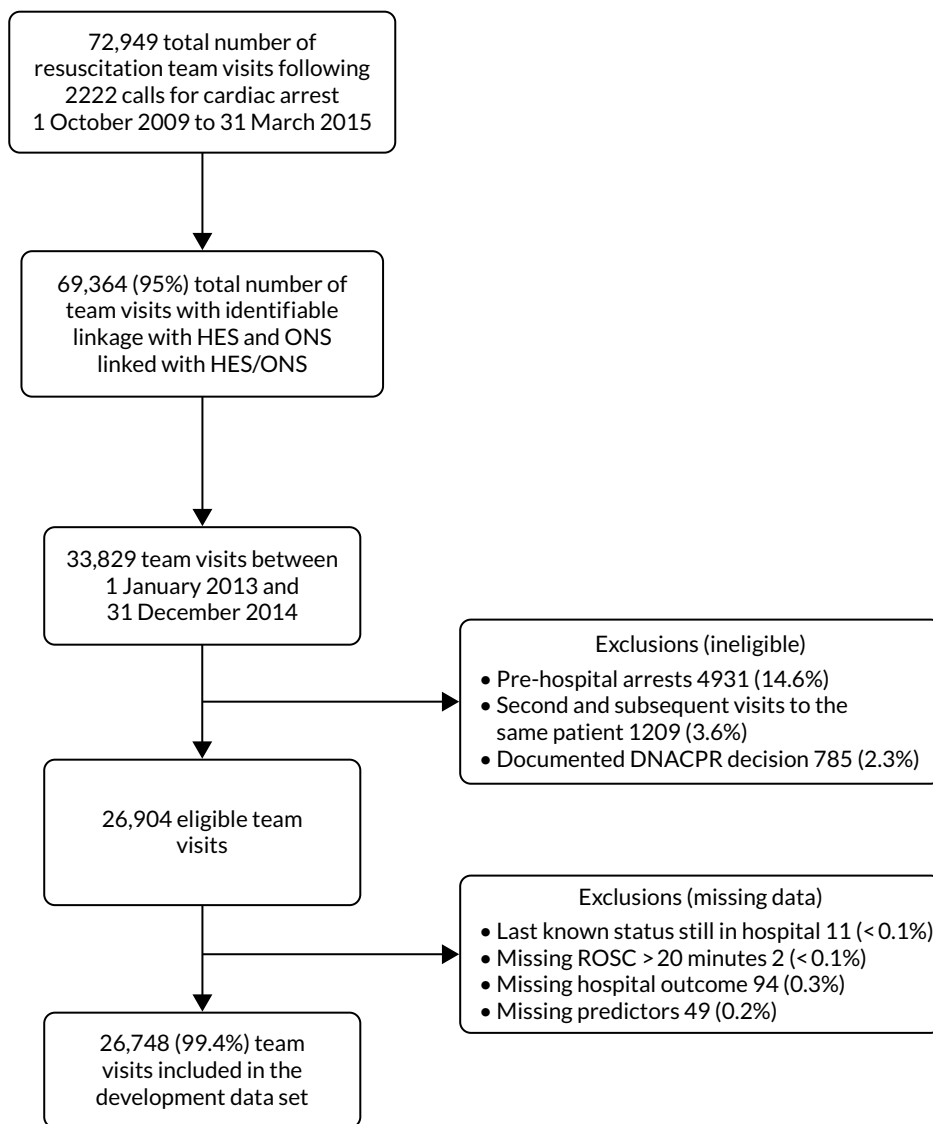 72,949 total number of
resuscitation team visits following
2222 calls for cardiac arrest
1 October 2009 to 31 March 2015
69,364 (95%) total number of
team visits with identifiable
linkage with HES and ONS
linked with HES/ONS
33,829 team visits between
1 January 2013 and
31 December 2014
Exclusions (ineligible)
• Pre-hospital arrests 4931 (14.6%)
• Second and subsequent visits to the
same patient 1209 (3.6%)
• Documented DNACPR decision 785 (2.3%)
26,904 eligible team
visits
Exclusions (missing data)
• Last known status still in hospital 11 (< 0.1%)
• Missing ROSC > 20 minutes 2 (< 0.1%)
• Missing hospital outcome 94 (0.3%)
• Missing predictors 49 (0.2%)
26,748 (99.4%) team
visits included in the
development data set